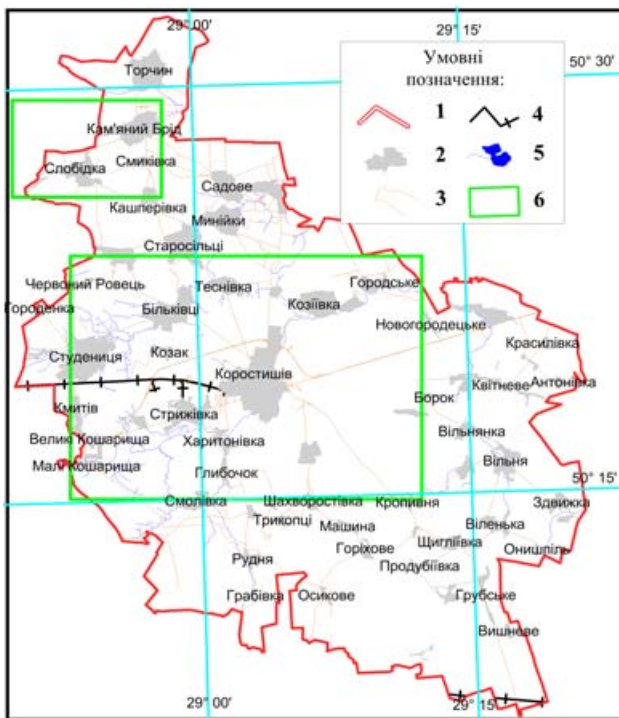 29° 00'
29° 15'
50° 30'
Умовні
позначення:
1
4
2
5
3
6
Торчин
Кам'яний Брід
Смиківка
Слобідка
Садове
Кашперівка
Минійки
Старосільці
Червоний Ровець
Теснівка
Городське
Козіївка
Городенка
Більківці
Новогородецьке
Красилівка
Студениця
Козак
Коростишів
Квітневе
Антонівка
Борок
Кмитів
Стрижівка
Вільнянка
Великі Кошарища
Харитонівка
Вільня
Малі Кошарища
Глибочок
50° 15'
Смолівка
Шахворостівка
Кропивня
Здвижка
Трикопці
Машина
Віленька
Щигліївка
Горіхове
Онишпіль
Рудня
Продубіївка
Грабівка
Осикове
Грубське
Вишневе
29° 00'
29° 15'